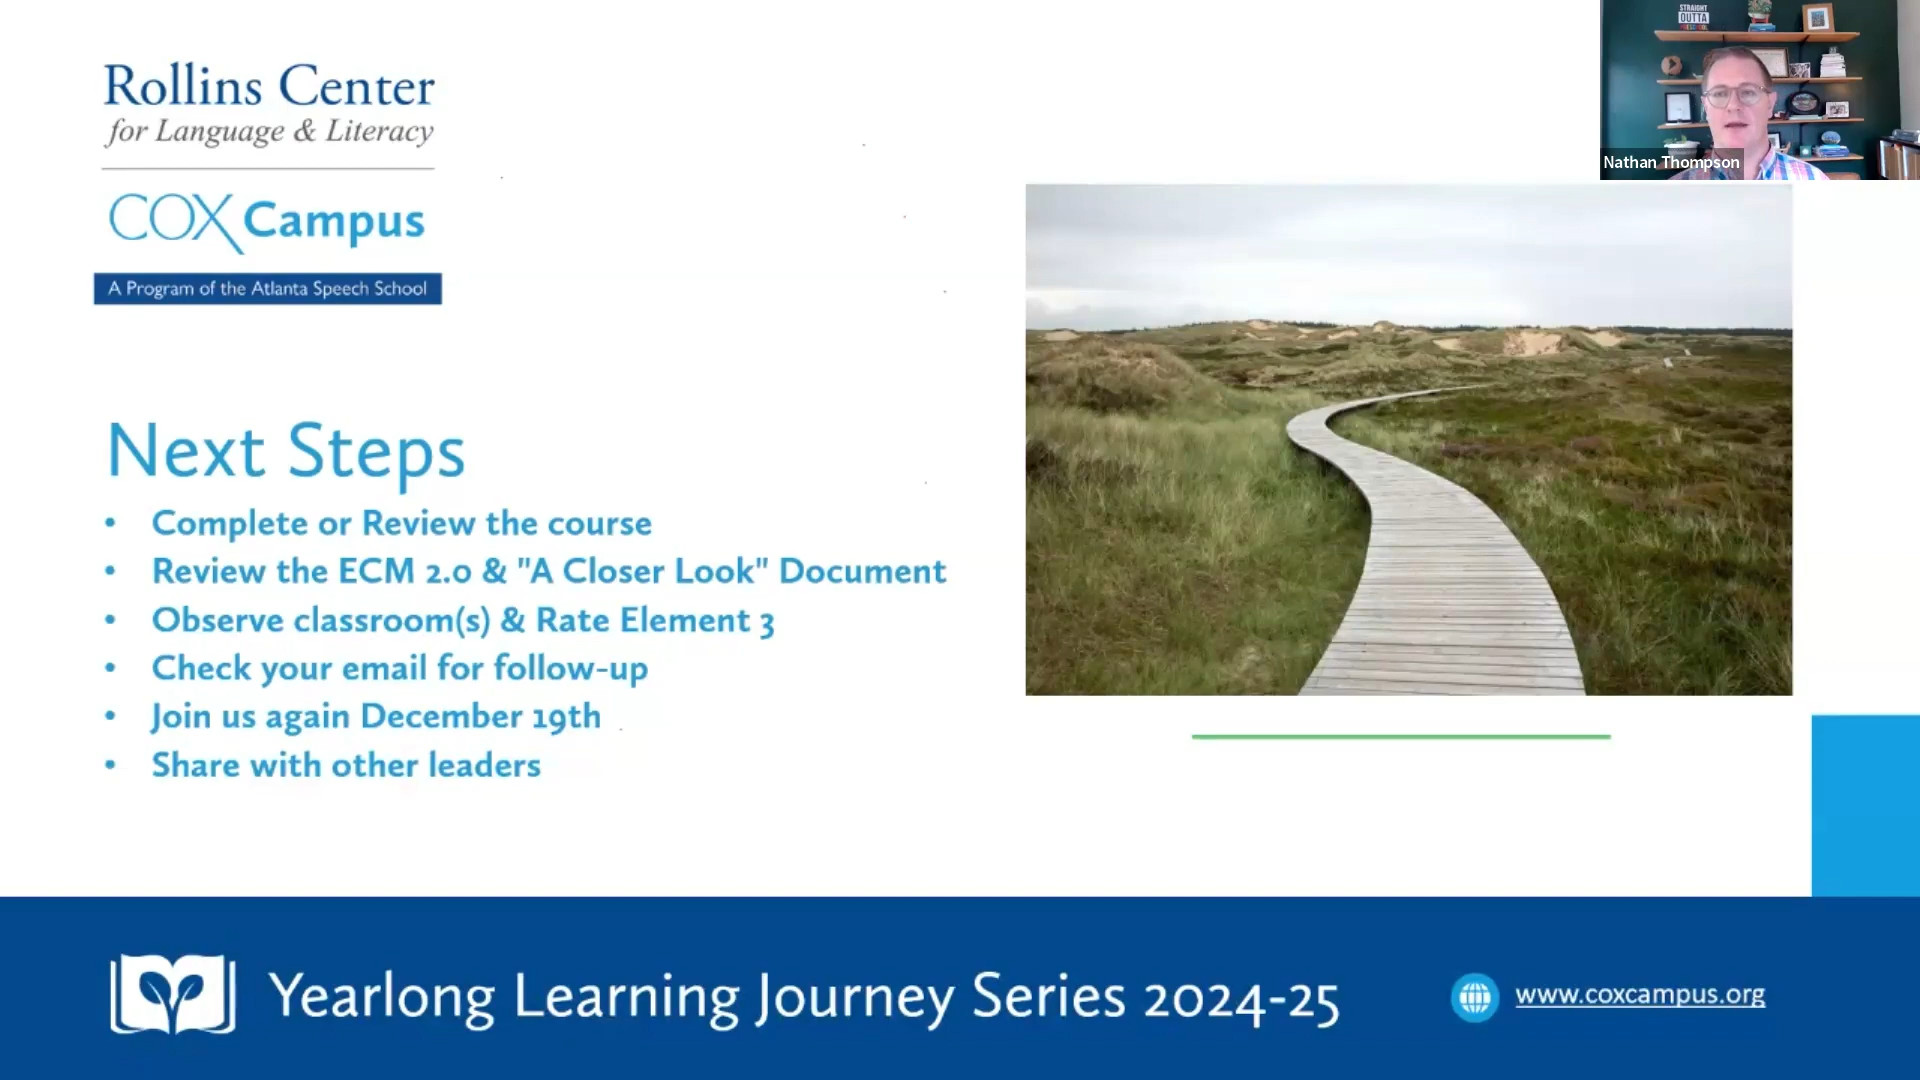 Rollins Center
for Language & Literacy
COX Campus
A Program of the Atlanta Speech School
STRAIGHT
OUTTA
Nathan Thompson
Next Steps
• Complete or Review the course
• Review the ECM 2.0 & "A Closer Look" Document
• Observe classroom(s) & Rate Element 3
• Check your email for follow-up
• Join us again December 19th
• Share with other leaders
Yearlong Learning Journey Series 2024-25
www.coxcampus.org